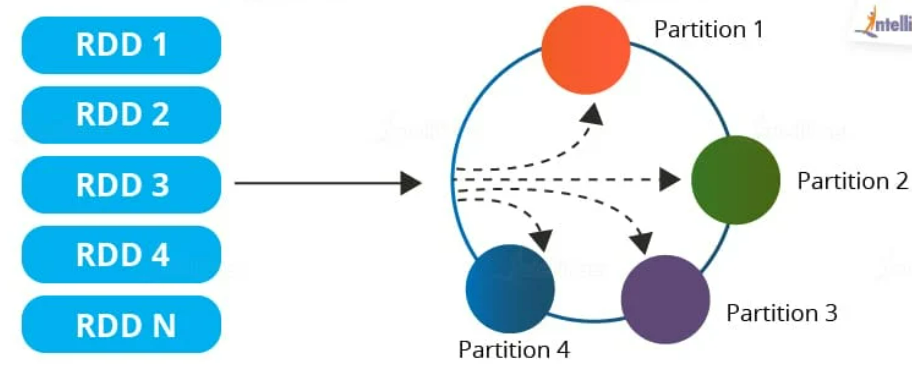 RDD 1
RDD 2
RDD 3
RDD 4
RDD N
Partition 1
Partition 2
Partition 3
Partition 4